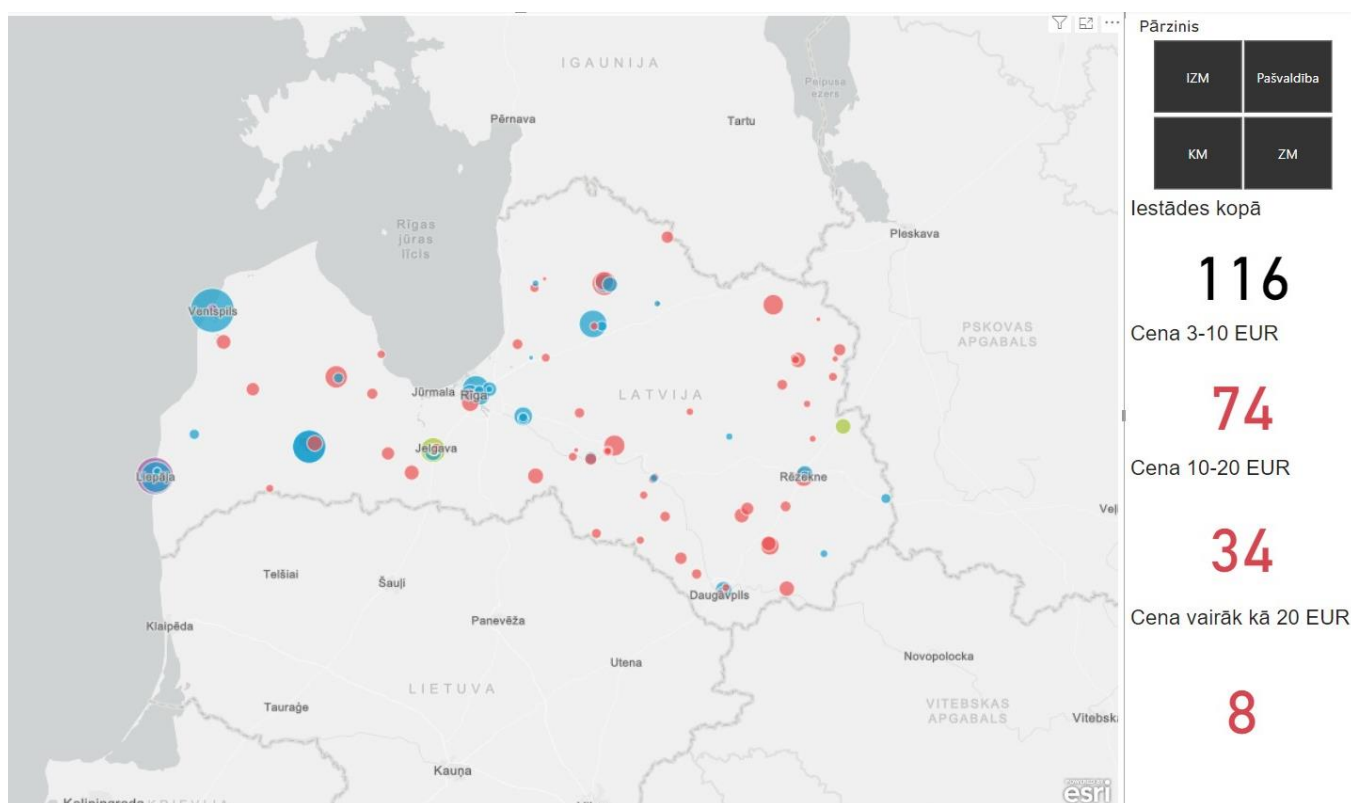 IGAUNIJA
Peipusa
ezers
Pērnava
Tartu
Rīgas
jūras
līcis
Pleskava
Ventspils
PSKOVAS
APGABALS
Jūrmala
Rīga
LATVIJA
Jelgava
Liepāja
Rēzekne
Telšiai
Šauļi
Daugavpils
Klaipēda
Panevēža
Utena
Novopolocka
LIETUVA
VITEBSKAS
APGABALS
Tauraģe
Kauņa
POWERED BY
esri
Pārzinis
IZM
Pašvaldība
KM
ZM
Iestādes kopā
116
Cena 3-10 EUR
74
Cena 10-20 EUR
34
Cena vairāk kā 20 EUR
8